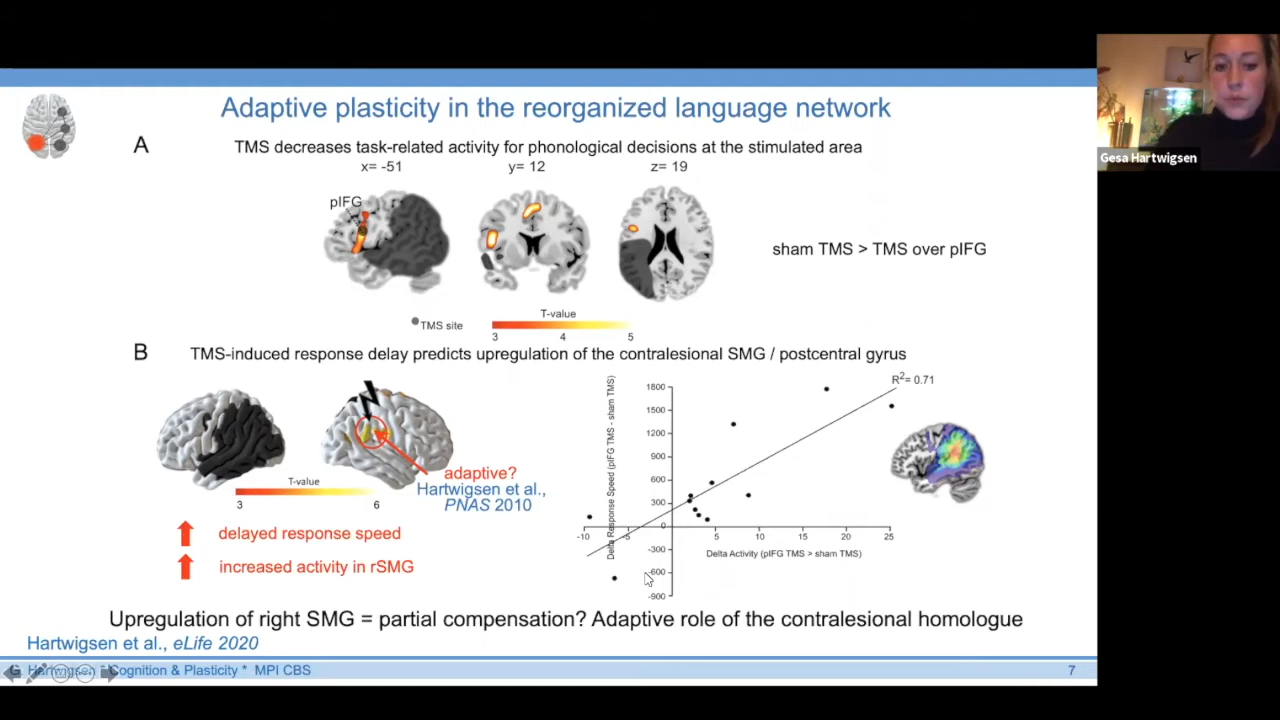 Adaptive plasticity in the reorganized language network
A
TMS decreases task-related activity for phonological decisions at the stimulated area
x= -51
y= 12
z= 19
pIFG
sham TMS > TMS over pIFG
TMS site
T-value
3
4
5
B
TMS-induced response delay predicts upregulation of the contralesional SMG / postcentral gyrus
adaptive?
Hartwigsen et al.,
PNAS 2010
T-value
3
6
delayed response speed
increased activity in rSMG
Delta Response Speed (pIFG TMS - sham TMS)
1800
1500
1200
900
600
300
0
-300
-600
-900
-10
-5
5
10
15
20
25
Delta Activity (pIFG TMS > sham TMS)
R2= 0.71
Upregulation of right SMG = partial compensation? Adaptive role of the contralesional homologue
Hartwigsen et al., eLife 2020
G. Hartwigsen * Cognition & Plasticity * MPI CBS
7
Gesa Hartwigsen